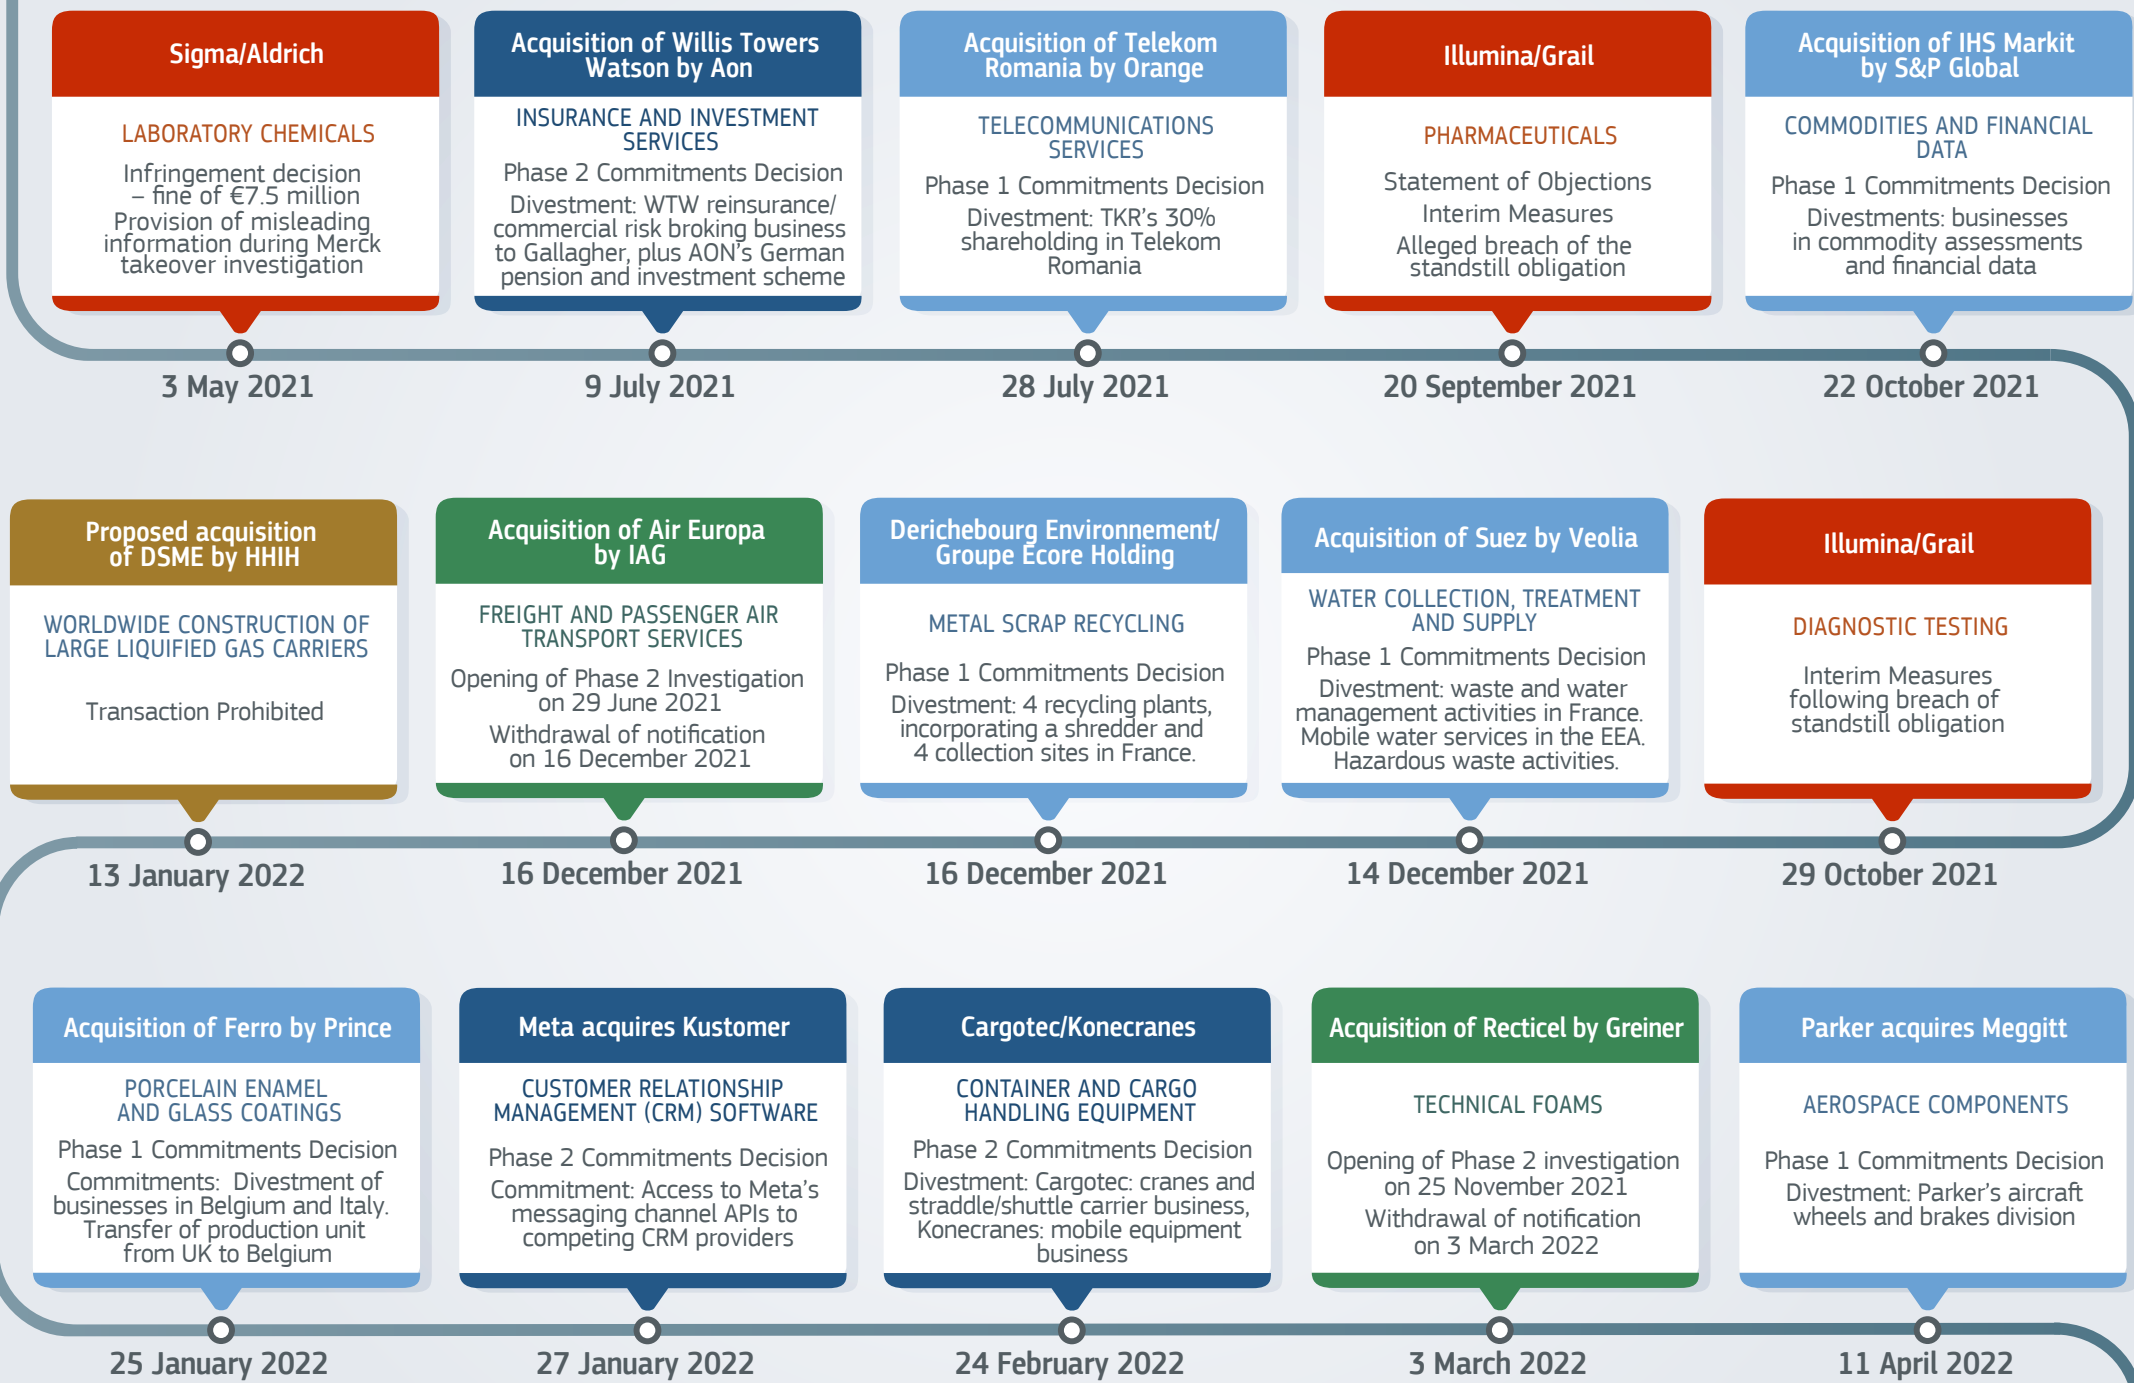 Sigma/Aldrich
LABORATORY CHEMICALS
Infringement decision
– fine of €7.5 million
Provision of misleading
information during Merck
takeover investigation
3 May 2021
Acquisition of Willis Towers
Watson by Aon
INSURANCE AND INVESTMENT
SERVICES
Phase 2 Commitments Decision
Divestment: WTW reinsurance/
commercial risk broking business
to Gallagher, plus AON's German
pension and investment scheme
9 July 2021
Acquisition of Telekom
Romania by Orange
TELECOMMUNICATIONS
SERVICES
Phase 1 Commitments Decision
Divestment: TKR's 30%
shareholding in Telekom
Romania
28 July 2021
Illumina/Grail
PHARMACEUTICALS
Statement of Objections
Interim Measures
Alleged breach of the
standstill obligation
20 September 2021
Acquisition of IHS Markit
by S&P Global
COMMODITIES AND FINANCIAL
DATA
Phase 1 Commitments Decision
Divestments: businesses
in commodity assessments
and financial data
22 October 2021
Proposed acquisition
of DSME by HHIH
WORLDWIDE CONSTRUCTION OF
LARGE LIQUIFIED GAS CARRIERS
Transaction Prohibited
13 January 2022
Acquisition of Air Europa
by IAG
FREIGHT AND PASSENGER AIR
TRANSPORT SERVICES
Opening of Phase 2 Investigation
on 29 June 2021
Withdrawal of notification
on 16 December 2021
16 December 2021
Derichebourg Environnement/
Groupe Écore Holding
METAL SCRAP RECYCLING
Phase 1 Commitments Decision
Divestment: 4 recycling plants,
incorporating a shredder and
4 collection sites in France.
16 December 2021
Acquisition of Suez by Veolia
WATER COLLECTION, TREATMENT
AND SUPPLY
Phase 1 Commitments Decision
Divestment: waste and water
management activities in France.
Mobile water services in the EEA.
Hazardous waste activities.
14 December 2021
Illumina/Grail
DIAGNOSTIC TESTING
Interim Measures
following breach of
standstill obligation
29 October 2021
Acquisition of Ferro by Prince
PORCELAIN ENAMEL
AND GLASS COATINGS
Phase 1 Commitments Decision
Commitments: Divestment of
businesses in Belgium and Italy.
Transfer of production unit
from UK to Belgium
25 January 2022
Meta acquires Kustomer
CUSTOMER RELATIONSHIP
MANAGEMENT (CRM) SOFTWARE
Phase 2 Commitments Decision
Commitment: Access to Meta's
messaging channel APIs to
competing CRM providers
27 January 2022
Cargotec/Konecranes
CONTAINER AND CARGO
HANDLING EQUIPMENT
Phase 2 Commitments Decision
Divestment: Cargotec: cranes and
straddle/shuttle carrier business,
Konecranes: mobile equipment
business
24 February 2022
Acquisition of Recticel by Greiner
TECHNICAL FOAMS
Opening of Phase 2 investigation
on 25 November 2021
Withdrawal of notification
on 3 March 2022
3 March 2022
Parker acquires Meggitt
AEROSPACE COMPONENTS
Phase 1 Commitments Decision
Divestment: Parker's aircraft
wheels and brakes division
11 April 2022